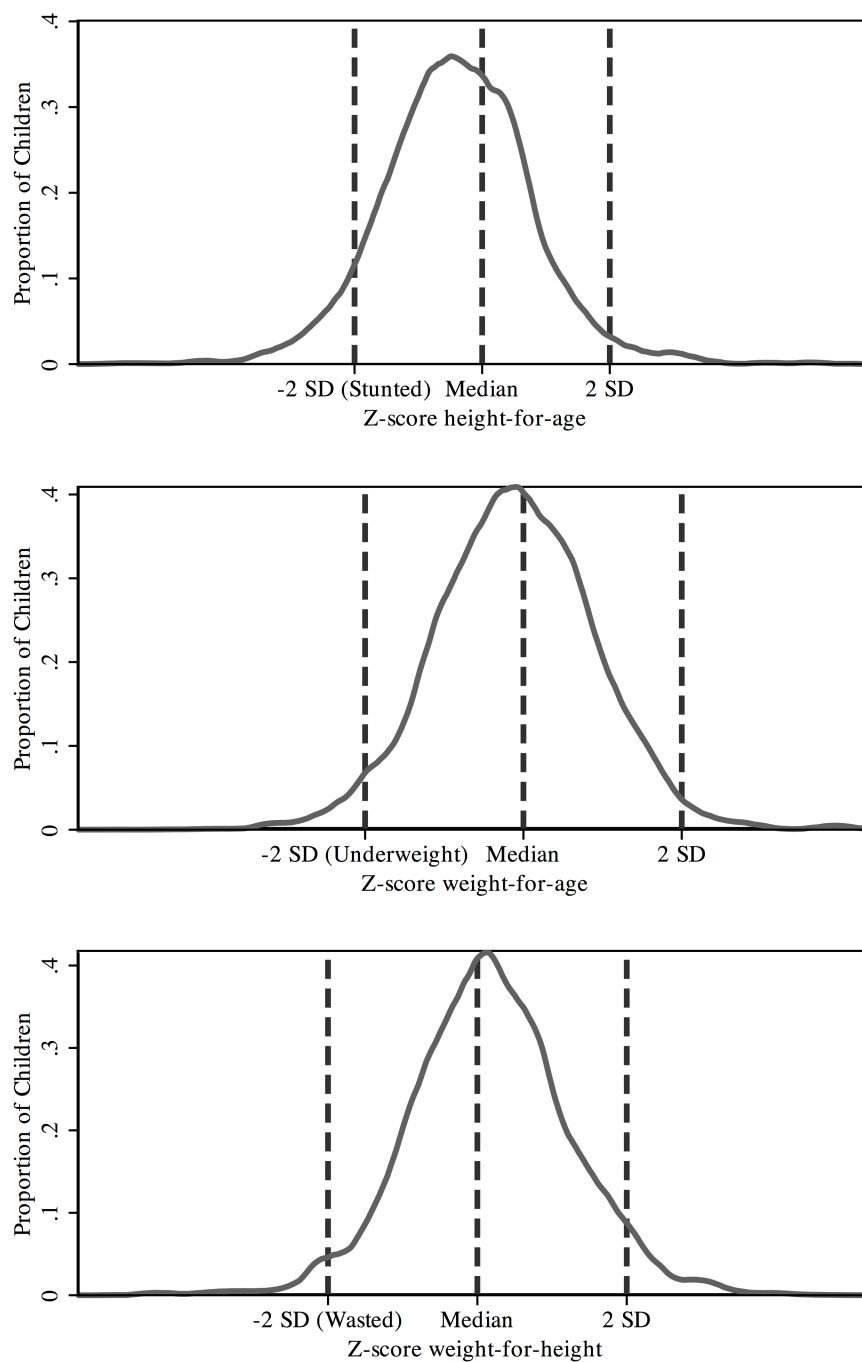 .4
.3
.2
.1
0
Proportion of Children
-2 SD (Stunted) Median 2 SD
Z-score height-for-age
.4
.3
.2
.1
0
Proportion of Children
-2 SD (Underweight) Median 2 SD
Z-score weight-for-age
.4
.3
.2
.1
0
Proportion of Children
-2 SD (Wasted) Median 2 SD
Z-score weight-for-height